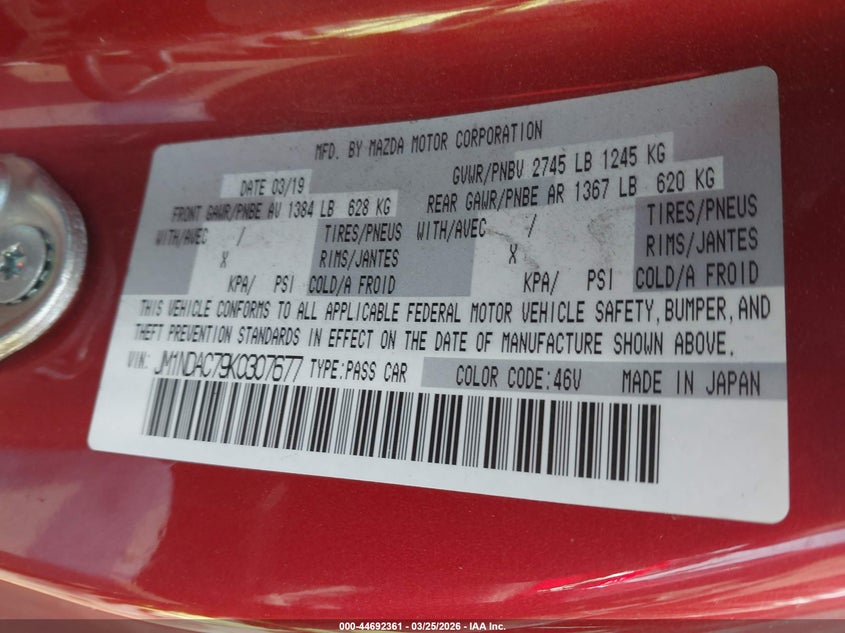 MFD. BY MAZDA MOTOR CORPORATION
DATE 03/19 GVWR/PNBV 2745 LB 1245 KG
FRONT GAWR/PNBE AV 1384 LB 628 KG REAR GAWR/PNBE AR 1367 LB 620 KG
WITH/AVEC / TIRES/PNEUS WITH/AVEC / TIRES/PNEUS
X RIMS/JANTES X RIMS/JANTES
KPA/ PSI COLD/A FROID KPA/ PSI COLD/A FROID
THIS VEHICLE CONFORMS TO ALL APPLICABLE FEDERAL MOTOR VEHICLE SAFETY, BUMPER, AND
THEFT PREVENTION STANDARDS IN EFFECT ON THE DATE OF MANUFACTURE SHOWN ABOVE.
VIN: JM1NDAC79K0307677 TYPE:PASS CAR COLOR CODE:46V MADE IN JAPAN
000-44692361 - 03/25/2026 - IAA Inc.